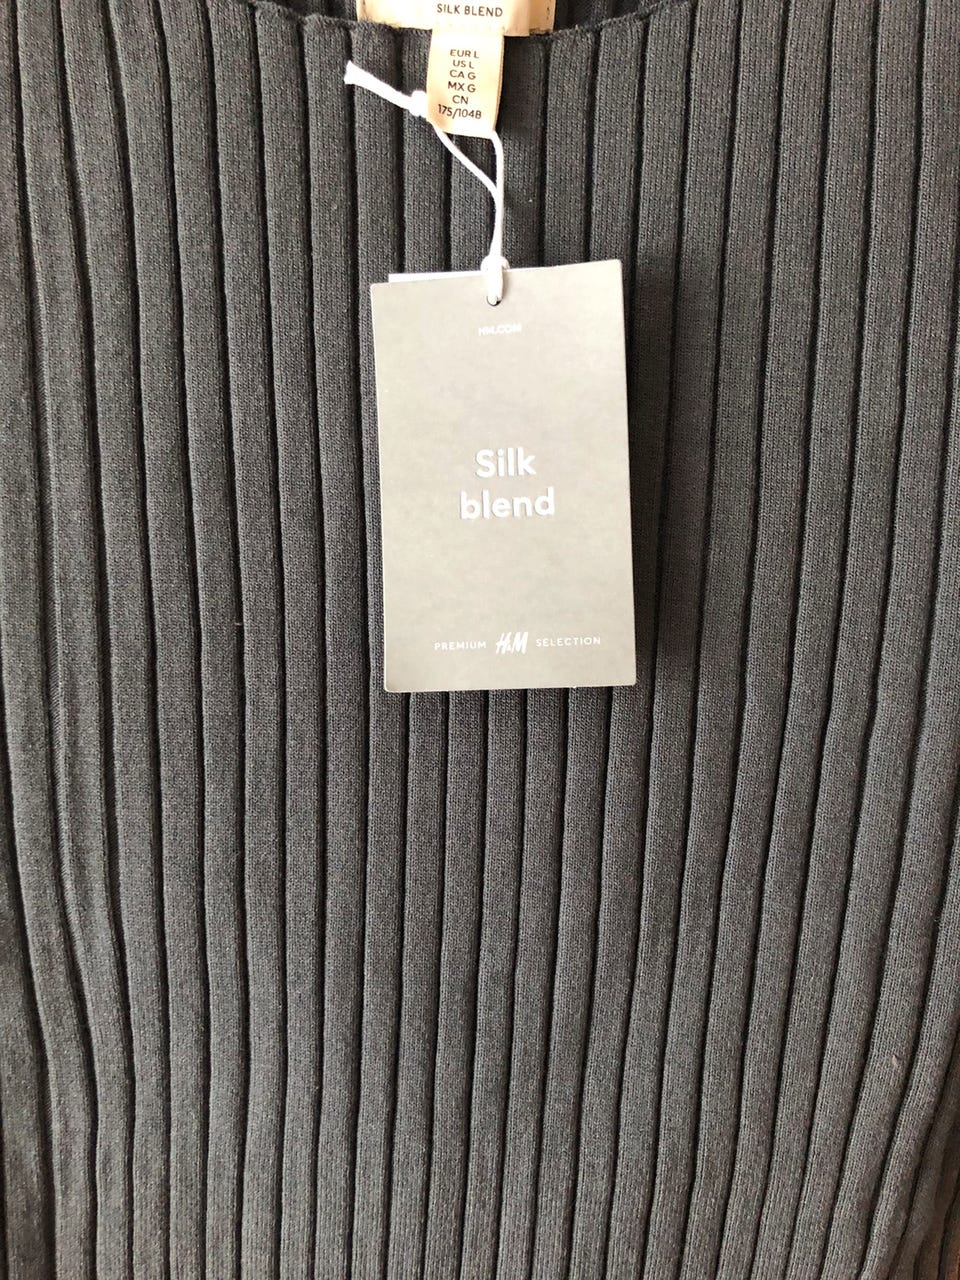 SILK BLEND
EUR L
US L
CA G
MX G
CN
175/104B
HM.COM
Silk
blend
PREMIUM H&M SELECTION